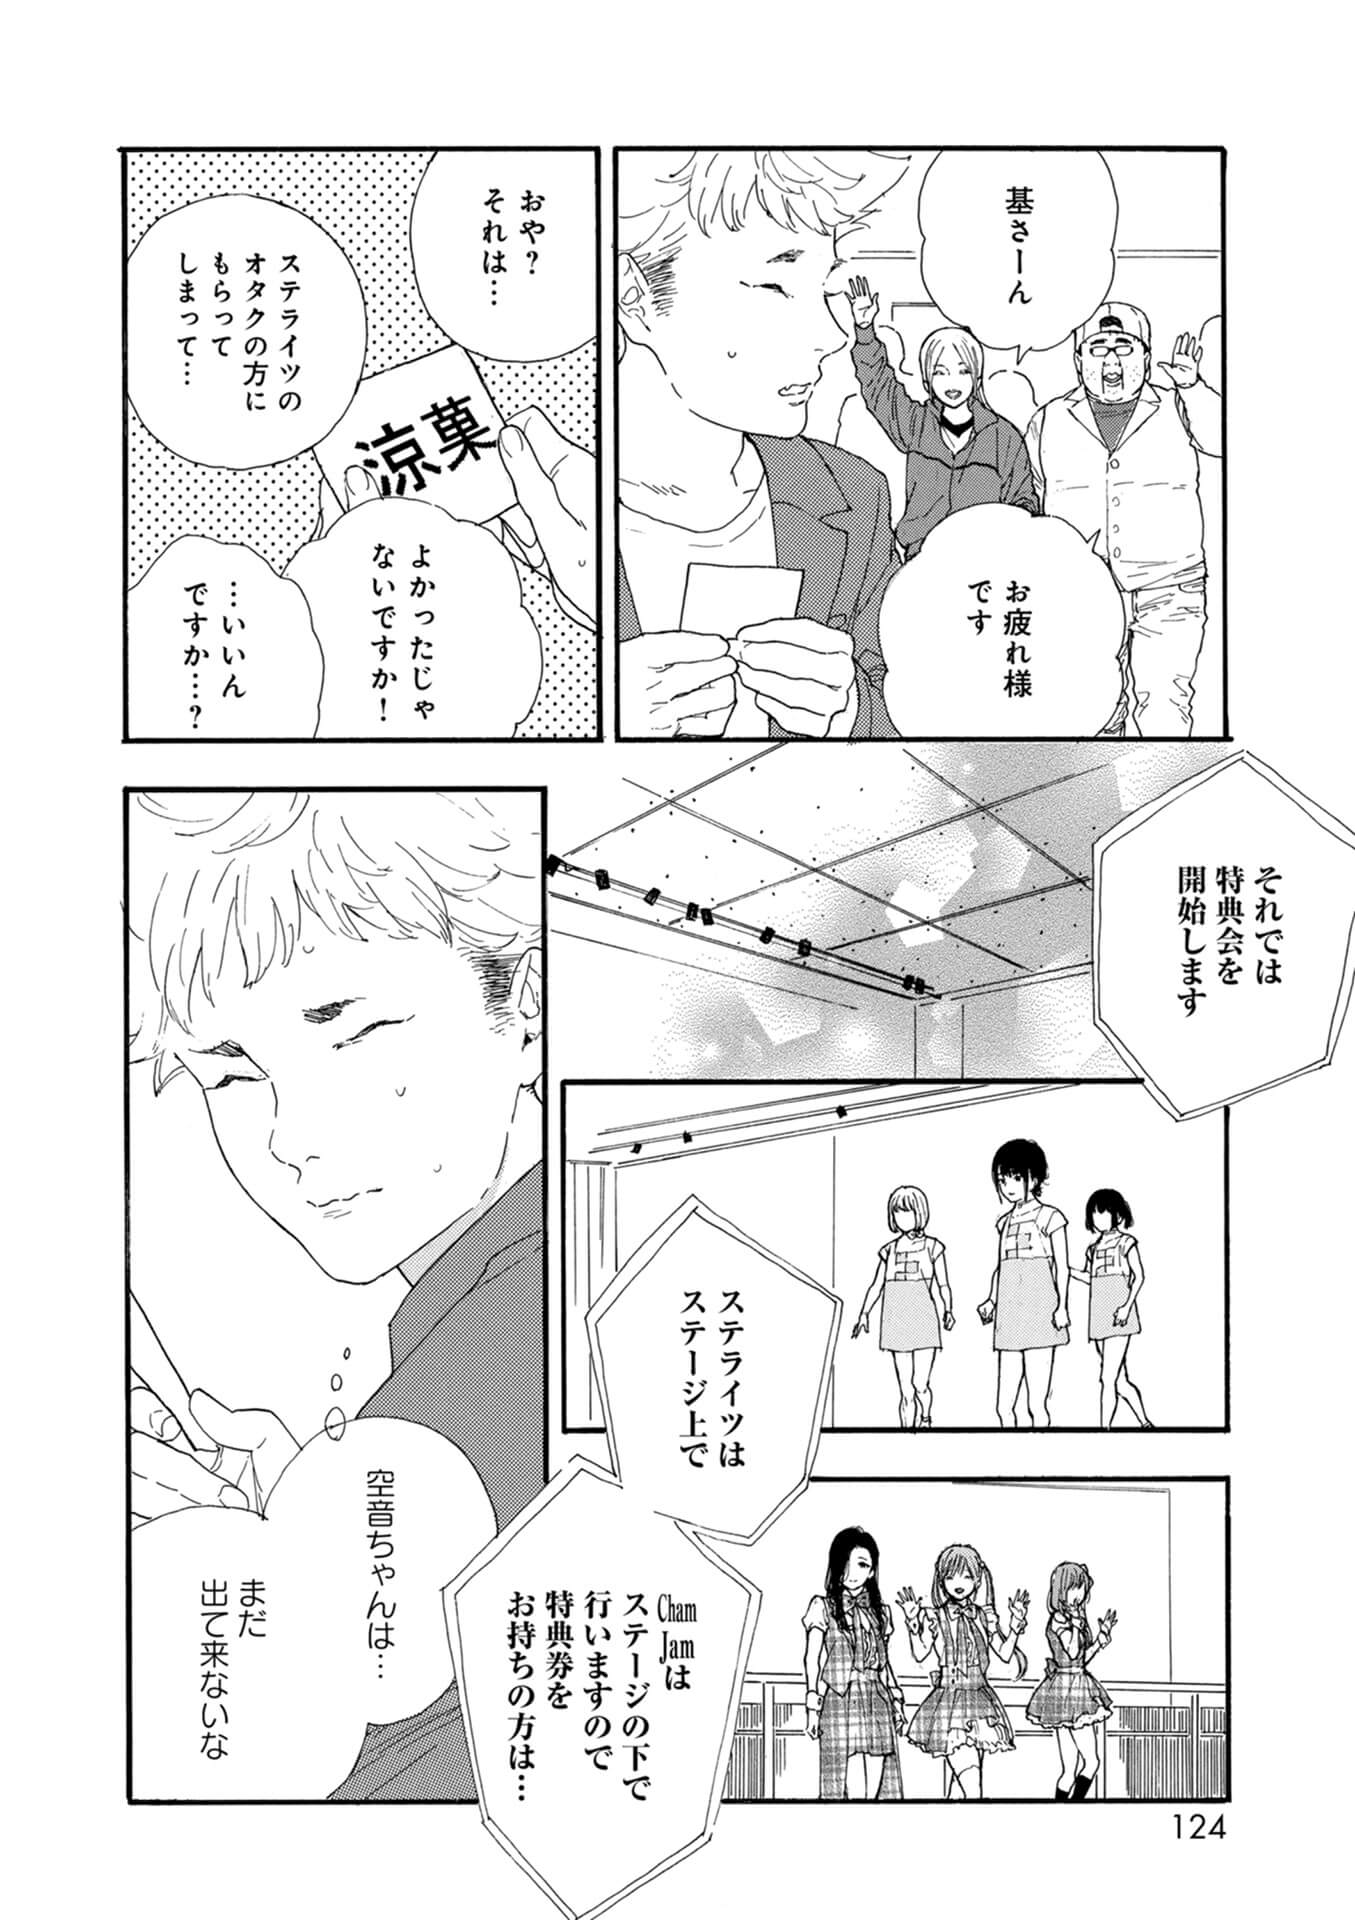 基さーん
お疲れ様
です
おや？
それは…
ステライツの
オタクの方に
もらって
しまって…
涼菓
よかったじゃ
ないですか！
…いいん
ですか…？
それでは
特典会を
開始します
ステライツは
ステージ上で
Cham Jamは
ステージの下で
行いますので
特典券を
お持ちの方は…
空音ちゃんは…
まだ
出て来ないな
124